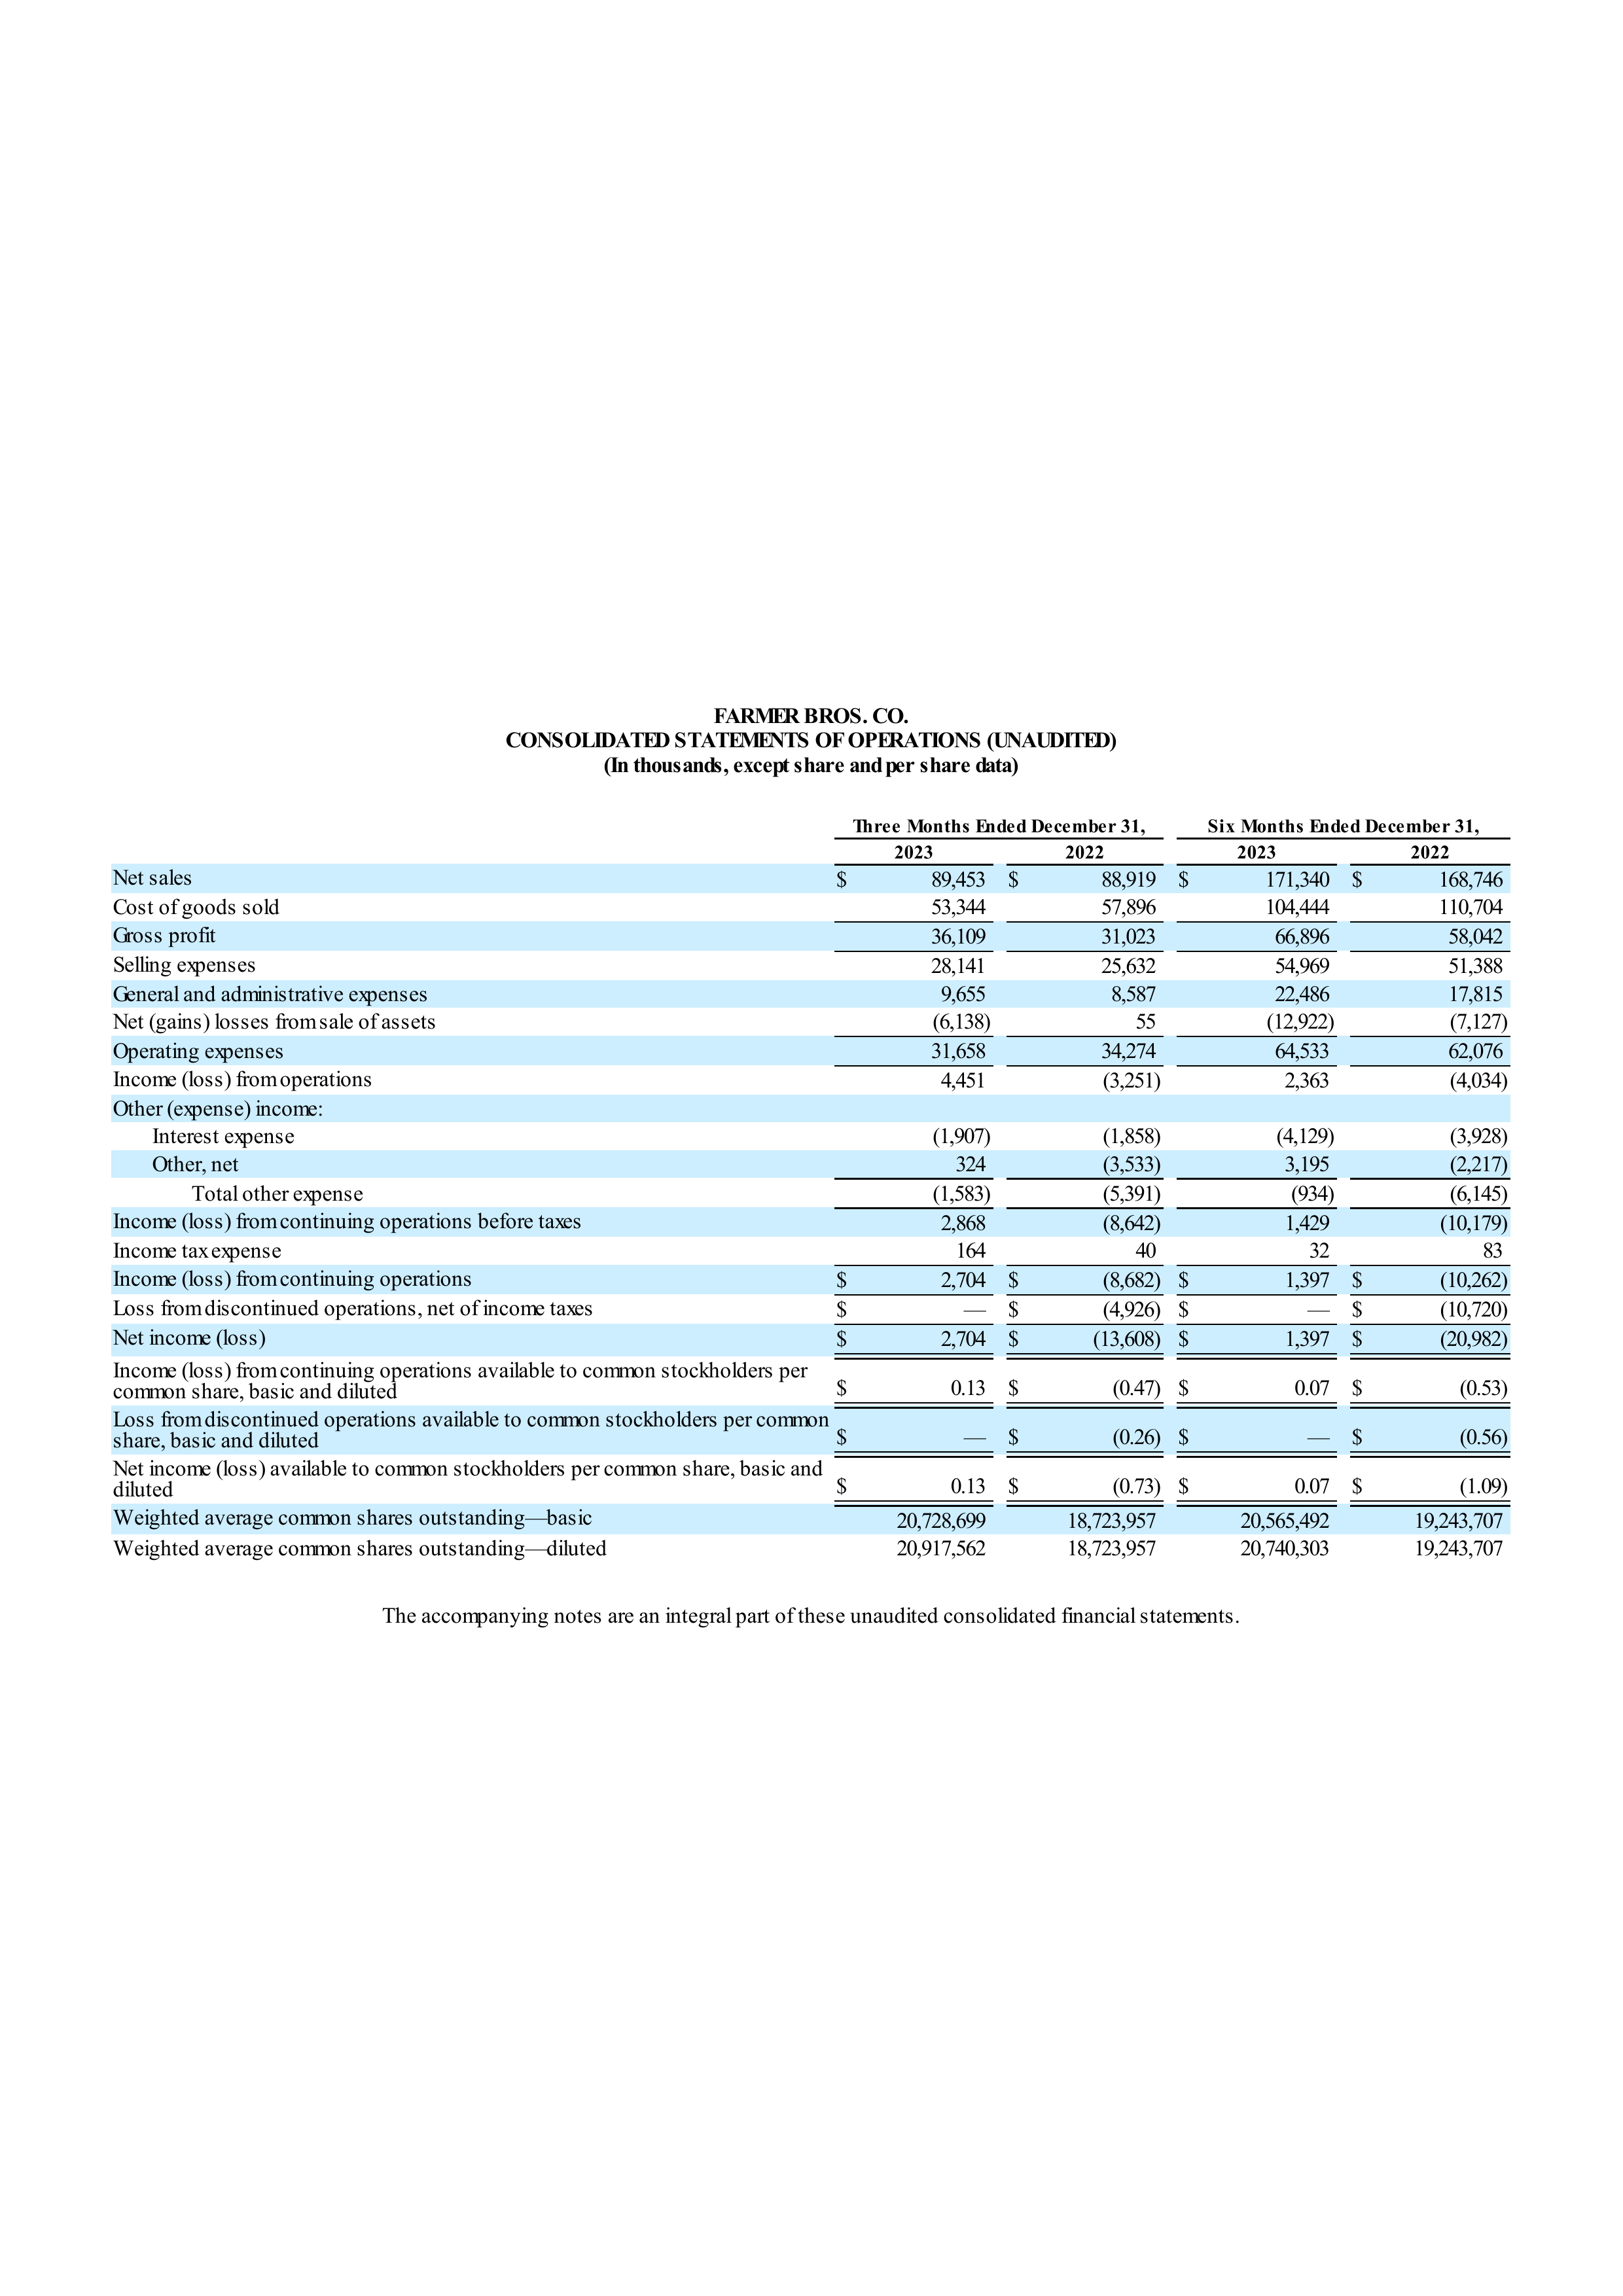 FARMER BROS. CO.
CONSOLIDATED STATEMENTS OF OPERATIONS (UNAUDITED)
(In thousands, except share and per share data)
Three Months Ended December 31, Six Months Ended December 31,
2023 2022 2023 2022
Net sales $ 89,453 $ 88,919 $ 171,340 $ 168,746
Cost of goods sold 53,344 57,896 104,444 110,704
Gross profit 36,109 31,023 66,896 58,042
Selling expenses 28,141 25,632 54,969 51,388
General and administrative expenses 9,655 8,587 22,486 17,815
Net (gains) losses from sale of assets (6,138) 55 (12,922) (7,127)
Operating expenses 31,658 34,274 64,533 62,076
Income (loss) from operations 4,451 (3,251) 2,363 (4,034)
Other (expense) income:
Interest expense (1,907) (1,858) (4,129) (3,928)
Other, net 324 (3,533) 3,195 (2,217)
Total other expense (1,583) (5,391) (934) (6,145)
Income (loss) from continuing operations before taxes 2,868 (8,642) 1,429 (10,179)
Income tax expense 164 40 32 83
Income (loss) from continuing operations $ 2,704 $ (8,682) $ 1,397 $ (10,262)
Loss from discontinued operations, net of income taxes $ — $ (4,926) $ — $ (10,720)
Net income (loss) $ 2,704 $ (13,608) $ 1,397 $ (20,982)
Income (loss) from continuing operations available to common stockholders per
common share, basic and diluted $ 0.13 $ (0.47) $ 0.07 $ (0.53)
Loss from discontinued operations available to common stockholders per common
share, basic and diluted $ — $ (0.26) $ — $ (0.56)
Net income (loss) available to common stockholders per common share, basic and
diluted $ 0.13 $ (0.73) $ 0.07 $ (1.09)
Weighted average common shares outstanding—basic 20,728,699 18,723,957 20,565,492 19,243,707
Weighted average common shares outstanding—diluted 20,917,562 18,723,957 20,740,303 19,243,707
The accompanying notes are an integral part of these unaudited consolidated financial statements.